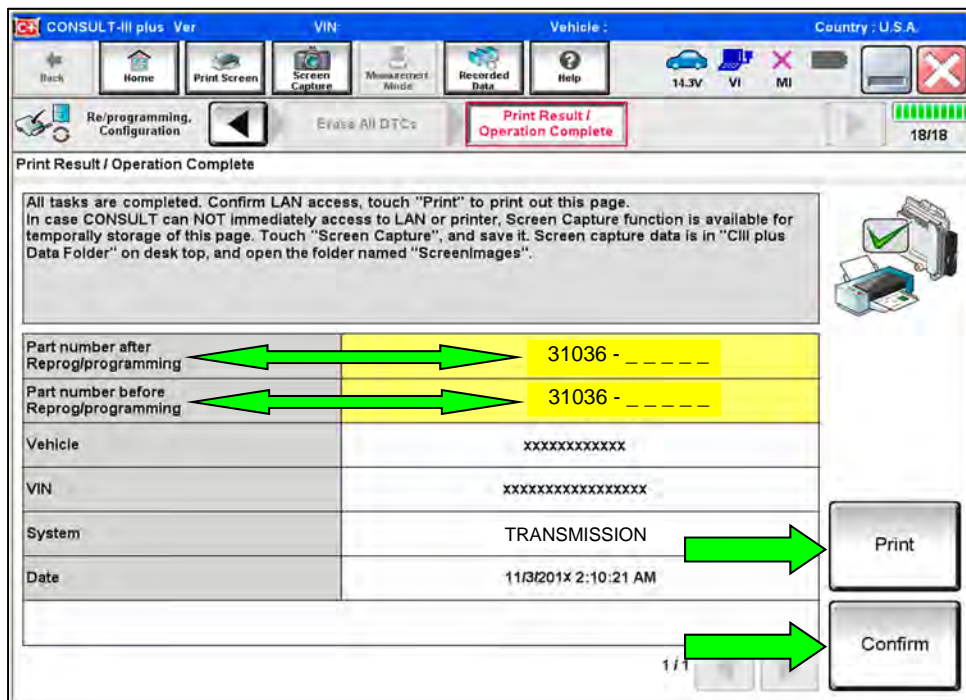 C+ CONSULT-III plus Ver VIN: Vehicle : Country : U.S.A.
Back Home Print Screen Screen Capture Measurement Mode Recorded Data Help 14.3V VI MI
Re/programming, Configuration Erase All DTCs Print Result / Operation Complete 18/18
Print Result / Operation Complete
All tasks are completed. Confirm LAN access, touch "Print" to print out this page.
In case CONSULT can NOT immediately access to LAN or printer, Screen Capture function is available for
temporally storage of this page. Touch "Screen Capture", and save it. Screen capture data is in "CIII plus
Data Folder" on desk top, and open the folder named "ScreenImages".
Part number after
Reprog/programming
31036 - _ _ _ _ _
Part number before
Reprog/programming
31036 - _ _ _ _ _
Vehicle xxxxxxxxxxxx
VIN xxxxxxxxxxxxxxxxx
System TRANSMISSION
Date 11/3/201X 2:10:21 AM
Print
Confirm
1/1